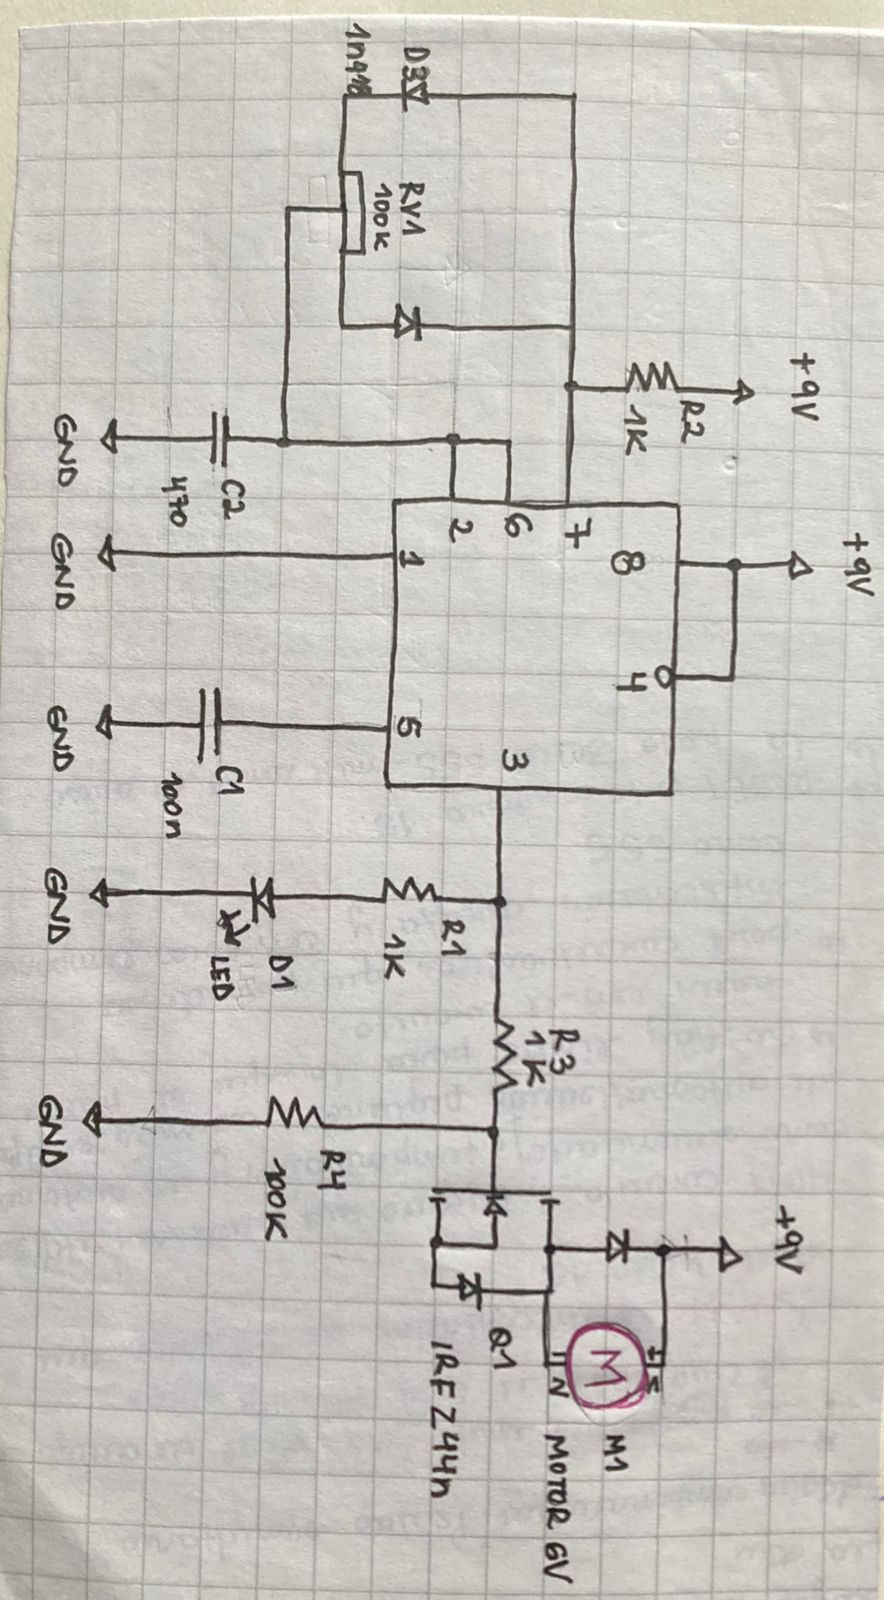 +9V
+9V
+9V
R2
1K
8
4
7
6
2
3
1
5
D3
1n918
RV1
100K
R3
1K
M
M1
MOTOR 6V
N
Q1
IRFZ44n
R1
1K
R4
100K
D1
LED
C2
470
C1
100n
GND
GND
GND
GND
GND